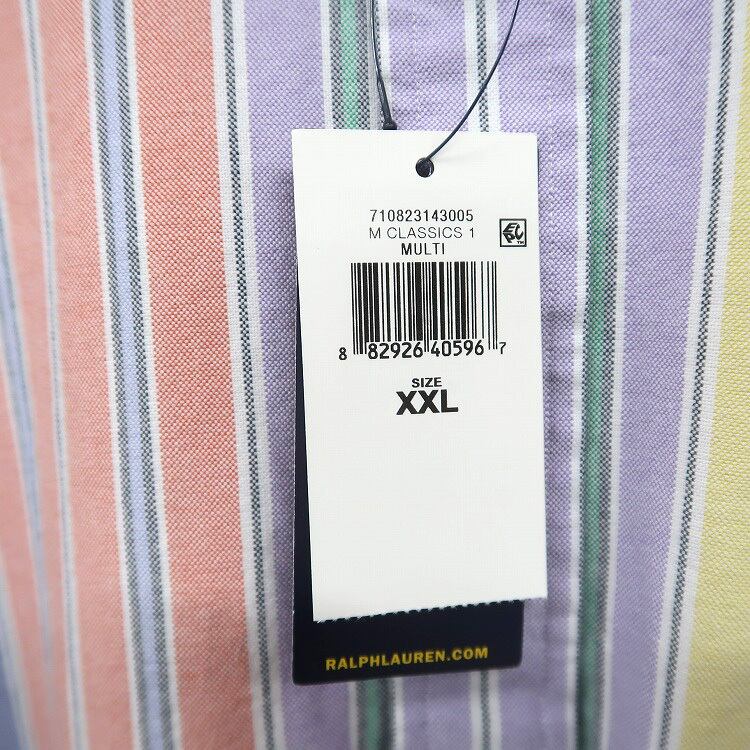 710823143005
M CLASSICS 1
MULTI
8 82926 40596 7
SIZE
XXL
RALPHLAUREN.COM